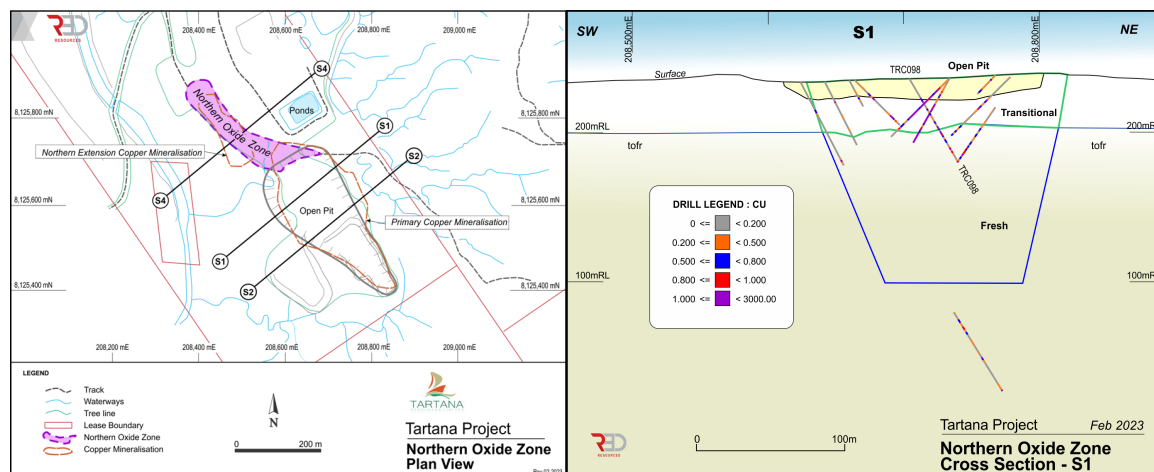 RED
RESOURCES
208,400 mE
208,600 mE
208,800 mE
209,000 mE
8,125,800 mN
8,125,800 mN
8,125,600 mN
8,125,600 mN
8,125,400 mN
8,125,400 mN
208,200 mE
208,400 mE
208,600 mE
208,800 mE
209,000 mE
S4
S4
S1
S1
S2
S2
Northern Oxide Zone
Ponds
Northern Extension Copper Mineralisation
Open Pit
Primary Copper Mineralisation
LEGEND
Track
Waterways
Tree line
Lease Boundary
Northern Oxide Zone
Copper Mineralisation
N
0 200 m
TARTANA
Tartana Project
Northern Oxide Zone
Plan View
SW
208,500mE
S1
208,800mE
NE
Surface
TRC098
Open Pit
Transitional
200mRL
200mRL
tofr
tofr
TRC098
Fresh
100mRL
100mRL
DRILL LEGEND : CU
0 <= < 0.200
0.200 <= < 0.500
0.500 <= < 0.800
0.800 <= < 1.000
1.000 <= < 3000.00
RED
RESOURCES
0 100m
Tartana Project Feb 2023
Northern Oxide Zone
Cross Section - S1